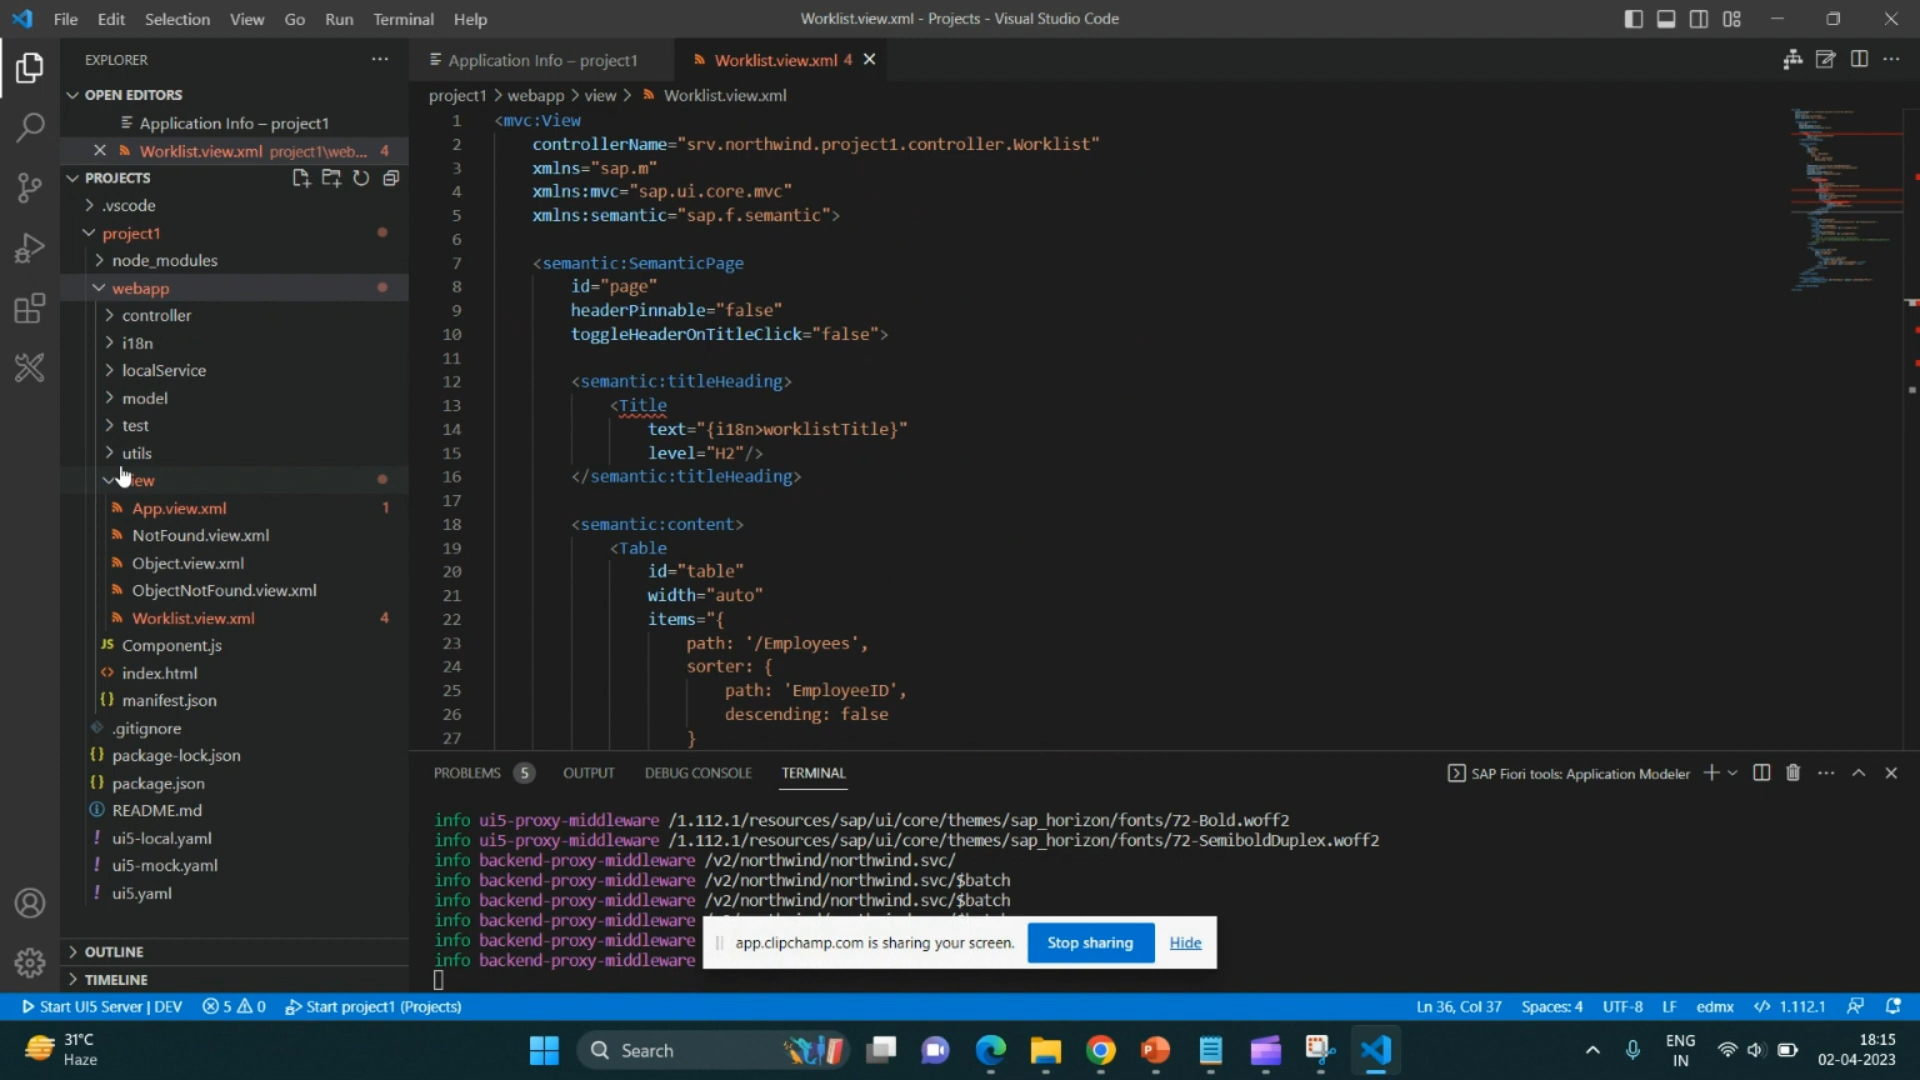 File Edit Selection View Go Run Terminal Help
Worklist.view.xml - Projects - Visual Studio Code
EXPLORER
OPEN EDITORS
Application Info – project1
Worklist.view.xml project1\web... 4
PROJECTS
.vscode
project1
node_modules
webapp
controller
i18n
localService
model
test
utils
App.view.xml 1
NotFound.view.xml
Object.view.xml
ObjectNotFound.view.xml
Worklist.view.xml 4
Component.js
index.html
manifest.json
.gitignore
package-lock.json
package.json
README.md
ui5-local.yaml
ui5-mock.yaml
ui5.yaml
OUTLINE
TIMELINE
Application Info – project1
Worklist.view.xml 4
project1 > webapp > view > Worklist.view.xml
1 <mvc:View
2 controllerName="srv.northwind.project1.controller.Worklist"
3 xmlns="sap.m"
4 xmlns:mvc="sap.ui.core.mvc"
5 xmlns:semantic="sap.f.semantic">
6
7 <semantic:SemanticPage
8 id="page"
9 headerPinnable="false"
10 toggleHeaderOnTitleClick="false">
11
12 <semantic:titleHeading>
13 <Title
14 text="{i18n>worklistTitle}"
15 level="H2"/>
16 </semantic:titleHeading>
17
18 <semantic:content>
19 <Table
20 id="table"
21 width="auto"
22 items="{
23 path: '/Employees',
24 sorter: {
25 path: 'EmployeeID',
26 descending: false
27 }
PROBLEMS 5 OUTPUT DEBUG CONSOLE TERMINAL
SAP Fiori tools: Application Modeler
info ui5-proxy-middleware /1.112.1/resources/sap/ui/core/themes/sap_horizon/fonts/72-Bold.woff2
info ui5-proxy-middleware /1.112.1/resources/sap/ui/core/themes/sap_horizon/fonts/72-SemiboldDuplex.woff2
info backend-proxy-middleware /v2/northwind/northwind.svc/
info backend-proxy-middleware /v2/northwind/northwind.svc/$batch
info backend-proxy-middleware /v2/northwind/northwind.svc/$batch
info backend-proxy-middleware
info backend-proxy-middleware
info backend-proxy-middleware
app.clipchamp.com is sharing your screen. Stop sharing Hide
Start UI5 Server | DEV 5 0 Start project1 (Projects)
Ln 36, Col 37 Spaces: 4 UTF-8 LF edmx 1.112.1
31°C
Haze
Search
ENG
IN
18:15
02-04-2023